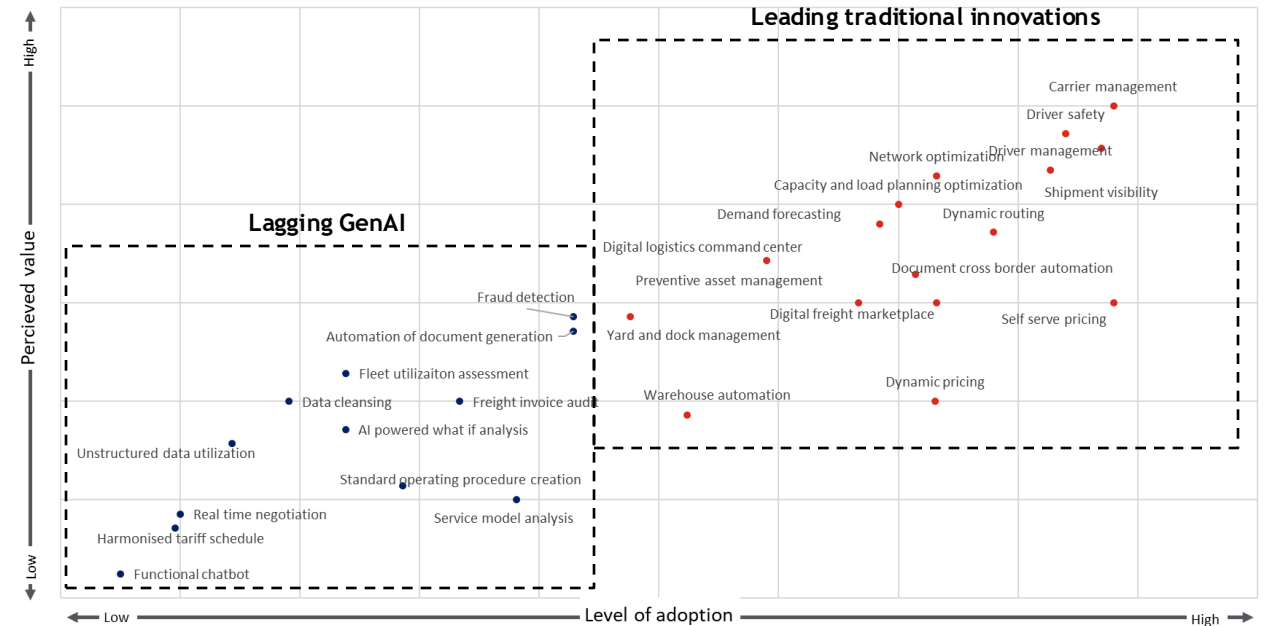 Leading traditional innovations
High
Carrier management
Driver safety
Driver management
Network optimization
Capacity and load planning optimization
Shipment visibility
Demand forecasting
Dynamic routing
Lagging GenAI
Digital logistics command center
Document cross border automation
Preventive asset management
Fraud detection
Digital freight marketplace
Self serve pricing
Automation of document generation
Yard and dock management
Percieved value
Fleet utilizaiton assessment
Dynamic pricing
Warehouse automation
Data cleansing
Freight invoice audit
AI powered what if analysis
Unstructured data utilization
Standard operating procedure creation
Real time negotiation
Service model analysis
Harmonised tariff schedule
Functional chatbot
Low
Low
Level of adoption
High